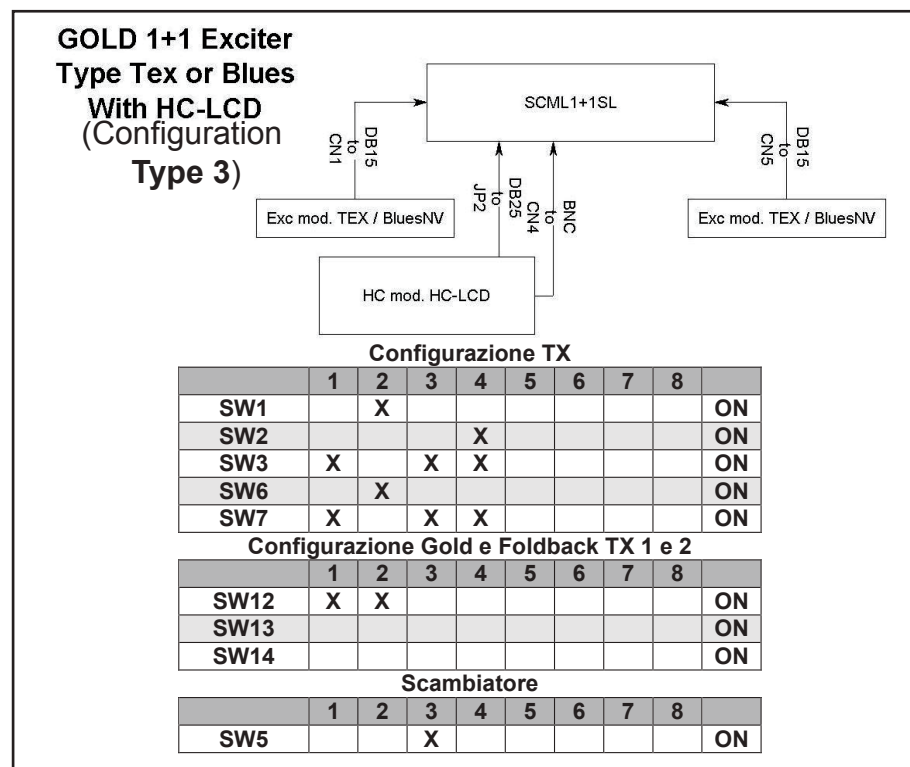 GOLD 1+1 Exciter
Type Tex or Blues
With HC-LCD
(Configuration
Type 3)
SCML1+1SL
DB15
to
CN1
DB25
to
JP2
BNC
to
CN4
DB15
to
CN5
Exc mod. TEX / BluesNV
Exc mod. TEX / BluesNV
HC mod. HC-LCD
Configurazione TX
1 2 3 4 5 6 7 8
SW1 X ON
SW2 X ON
SW3 X X X ON
SW6 X ON
SW7 X X X ON
Configurazione Gold e Foldback TX 1 e 2
1 2 3 4 5 6 7 8
SW12 X X ON
SW13 ON
SW14 ON
Scambiatore
1 2 3 4 5 6 7 8
SW5 X ON